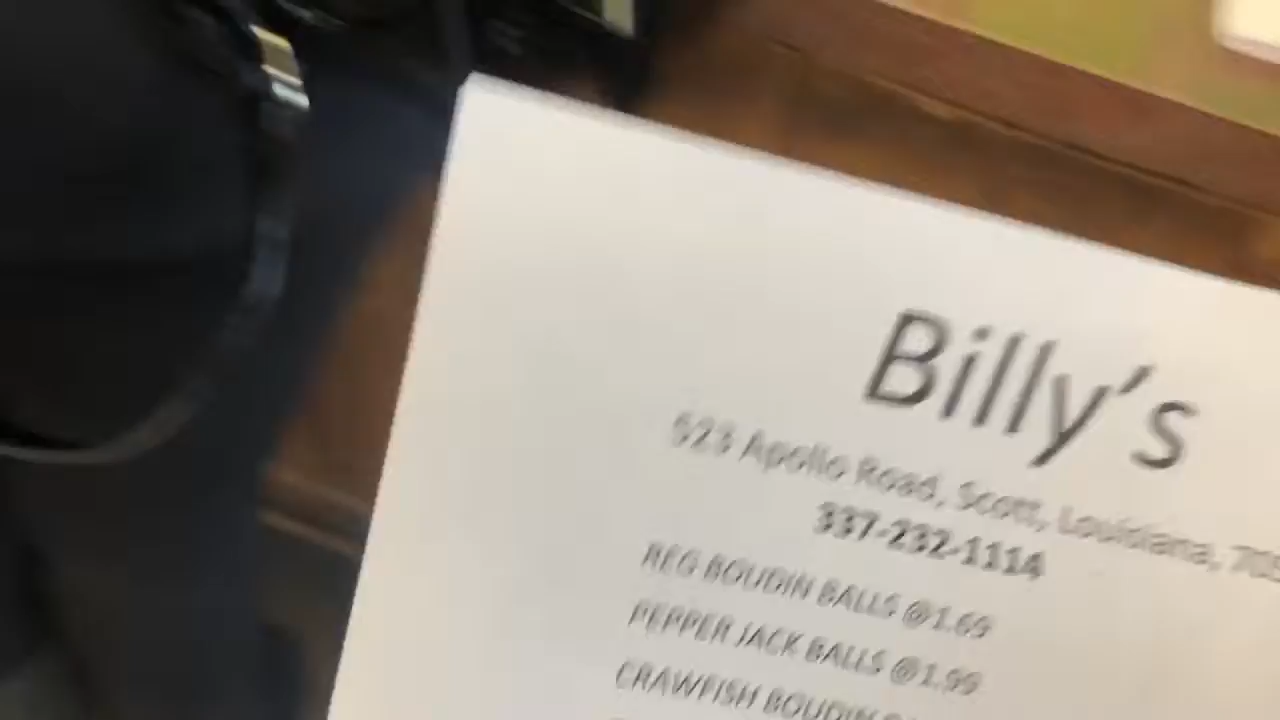 Billy's
523 Apollo Road, Scott, Louisiana,
337-232-1114
REG BOUDIN BALLS @1.69
PEPPER JACK BALLS @1.99
CRAWFISH BOUDIN